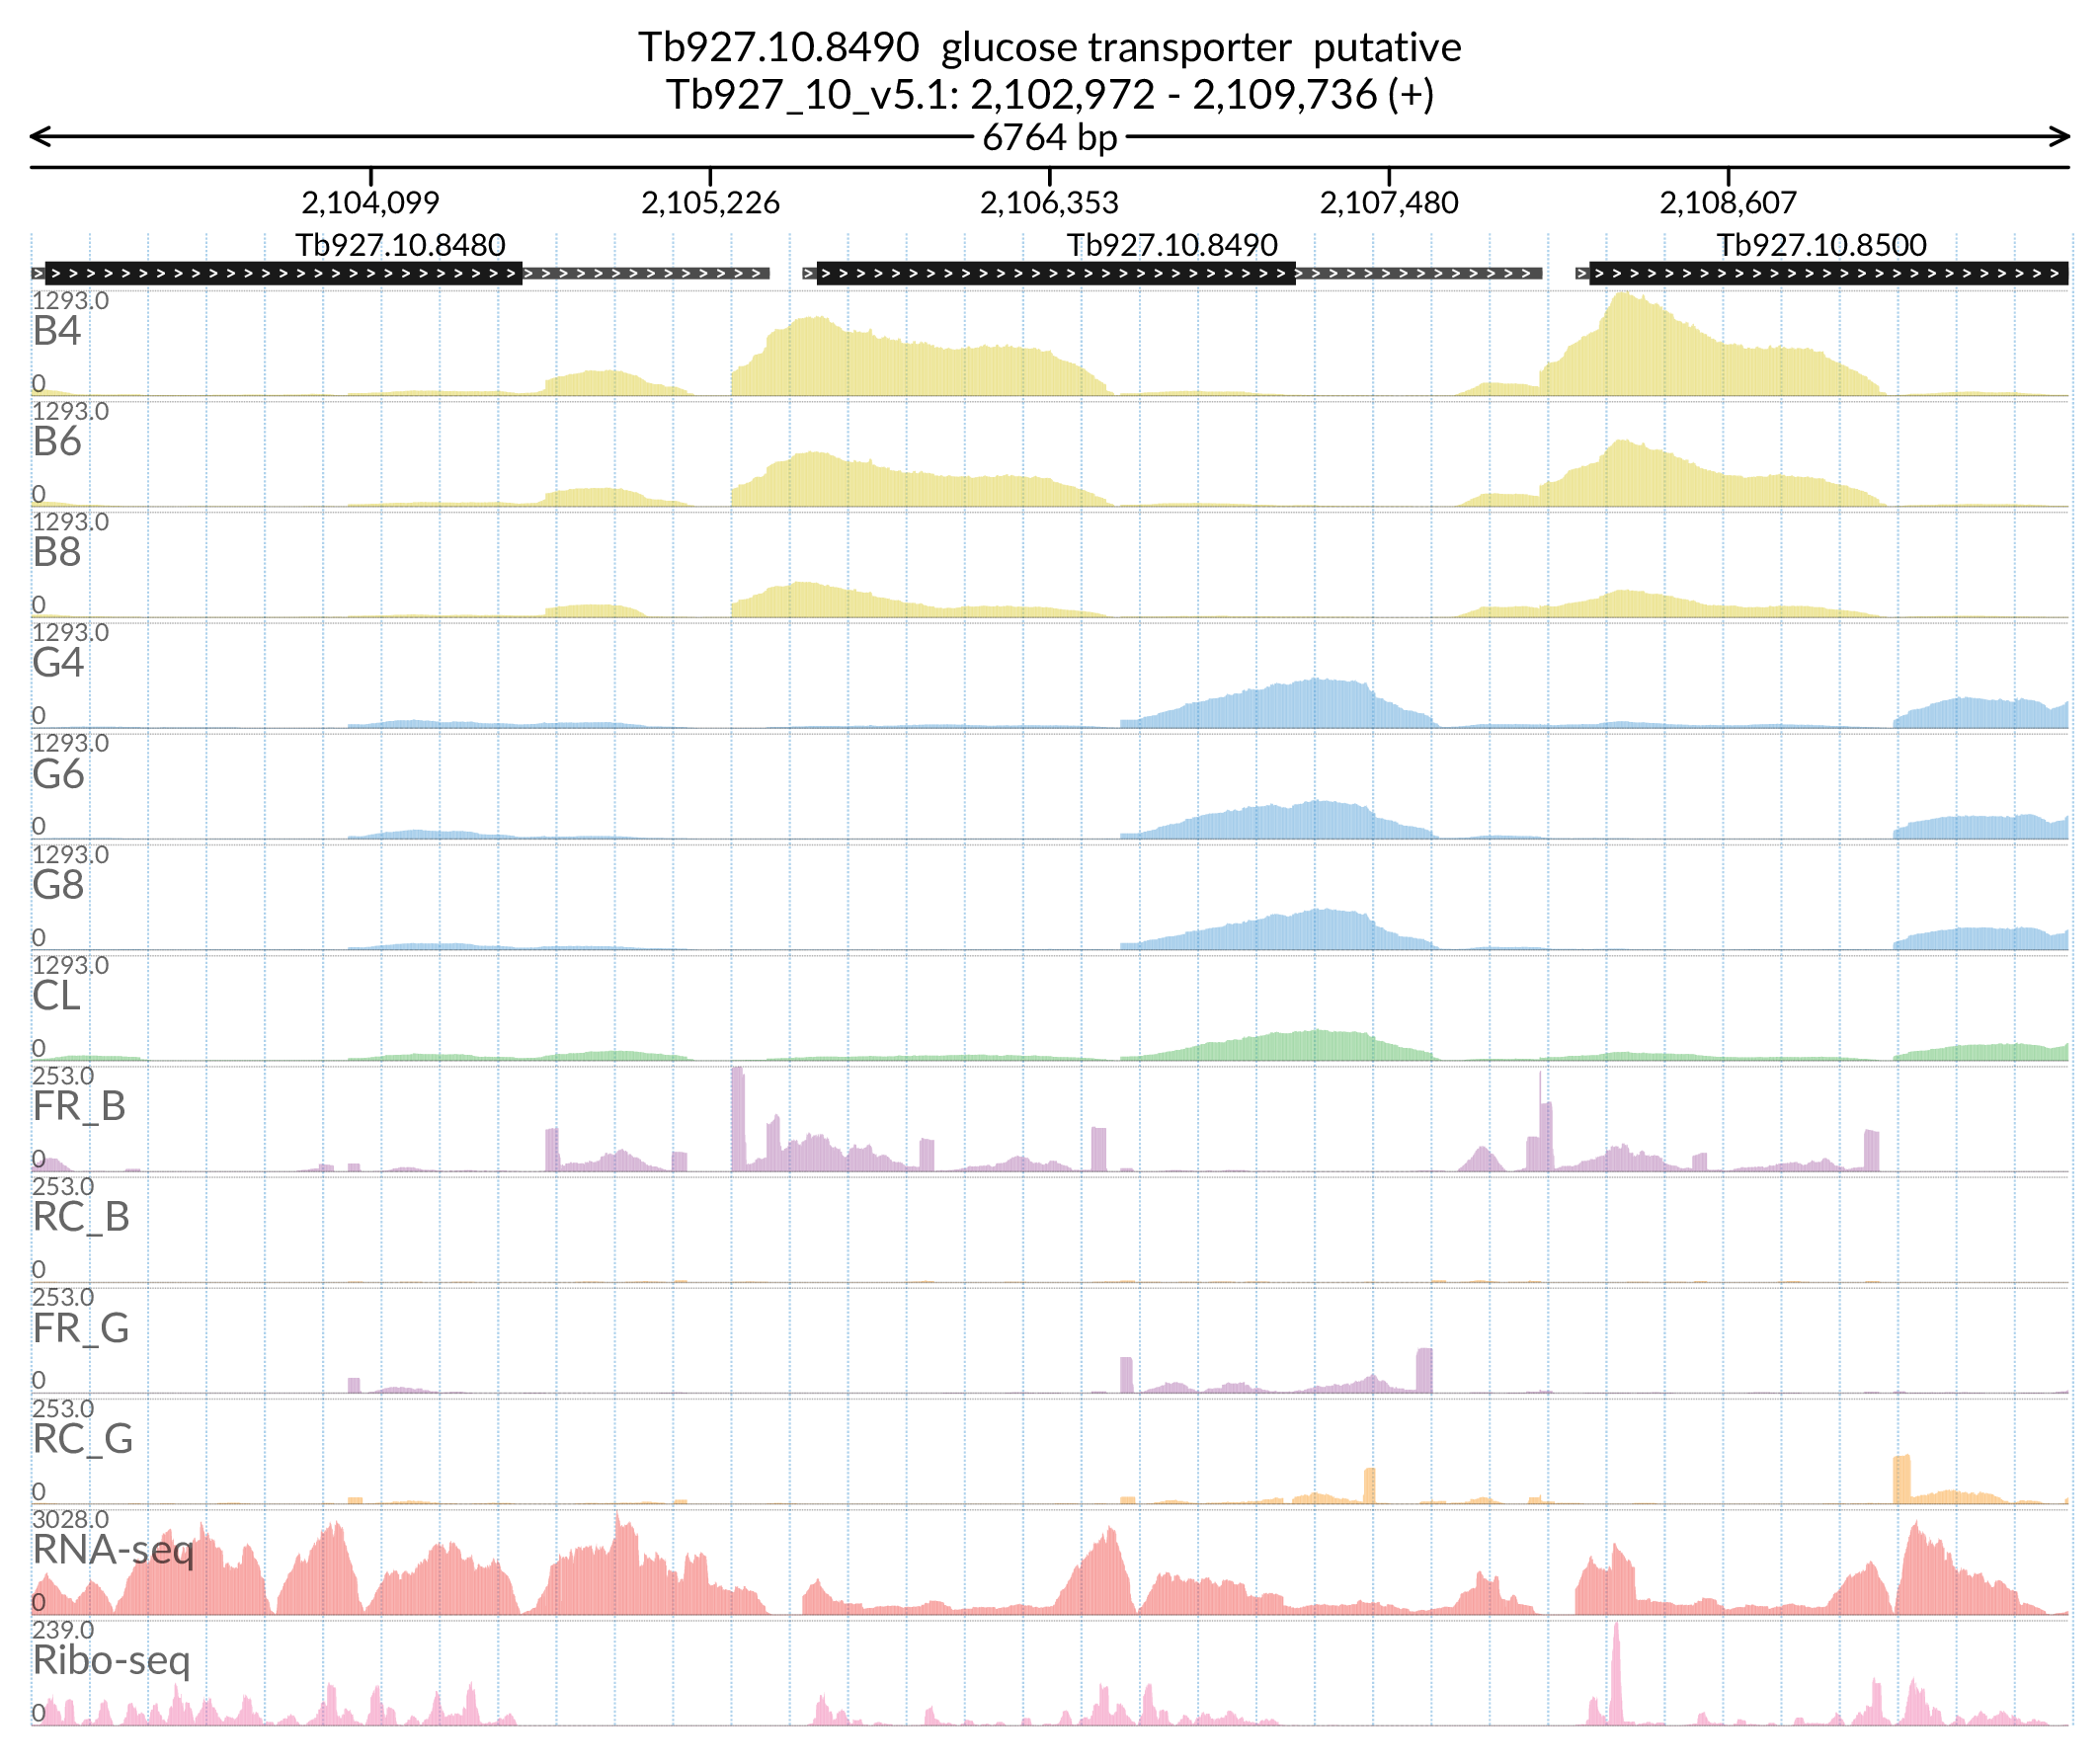 Tb927.10.8490 glucose transporter putative
Tb927_10_v5.1: 2,102,972 - 2,109,736 (+)
6764 bp
2,104,099 2,105,226 2,106,353 2,107,480 2,108,607
Tb927.10.8480 Tb927.10.8490 Tb927.10.8500
1293.0
B4
0
1293.0
B6
0
1293.0
B8
0
1293.0
G4
0
1293.0
G6
0
1293.0
G8
0
1293.0
CL
0
253.0
FR_B
0
253.0
RC_B
0
253.0
FR_G
0
253.0
RC_G
0
3028.0
RNA-seq
0
239.0
Ribo-seq
0